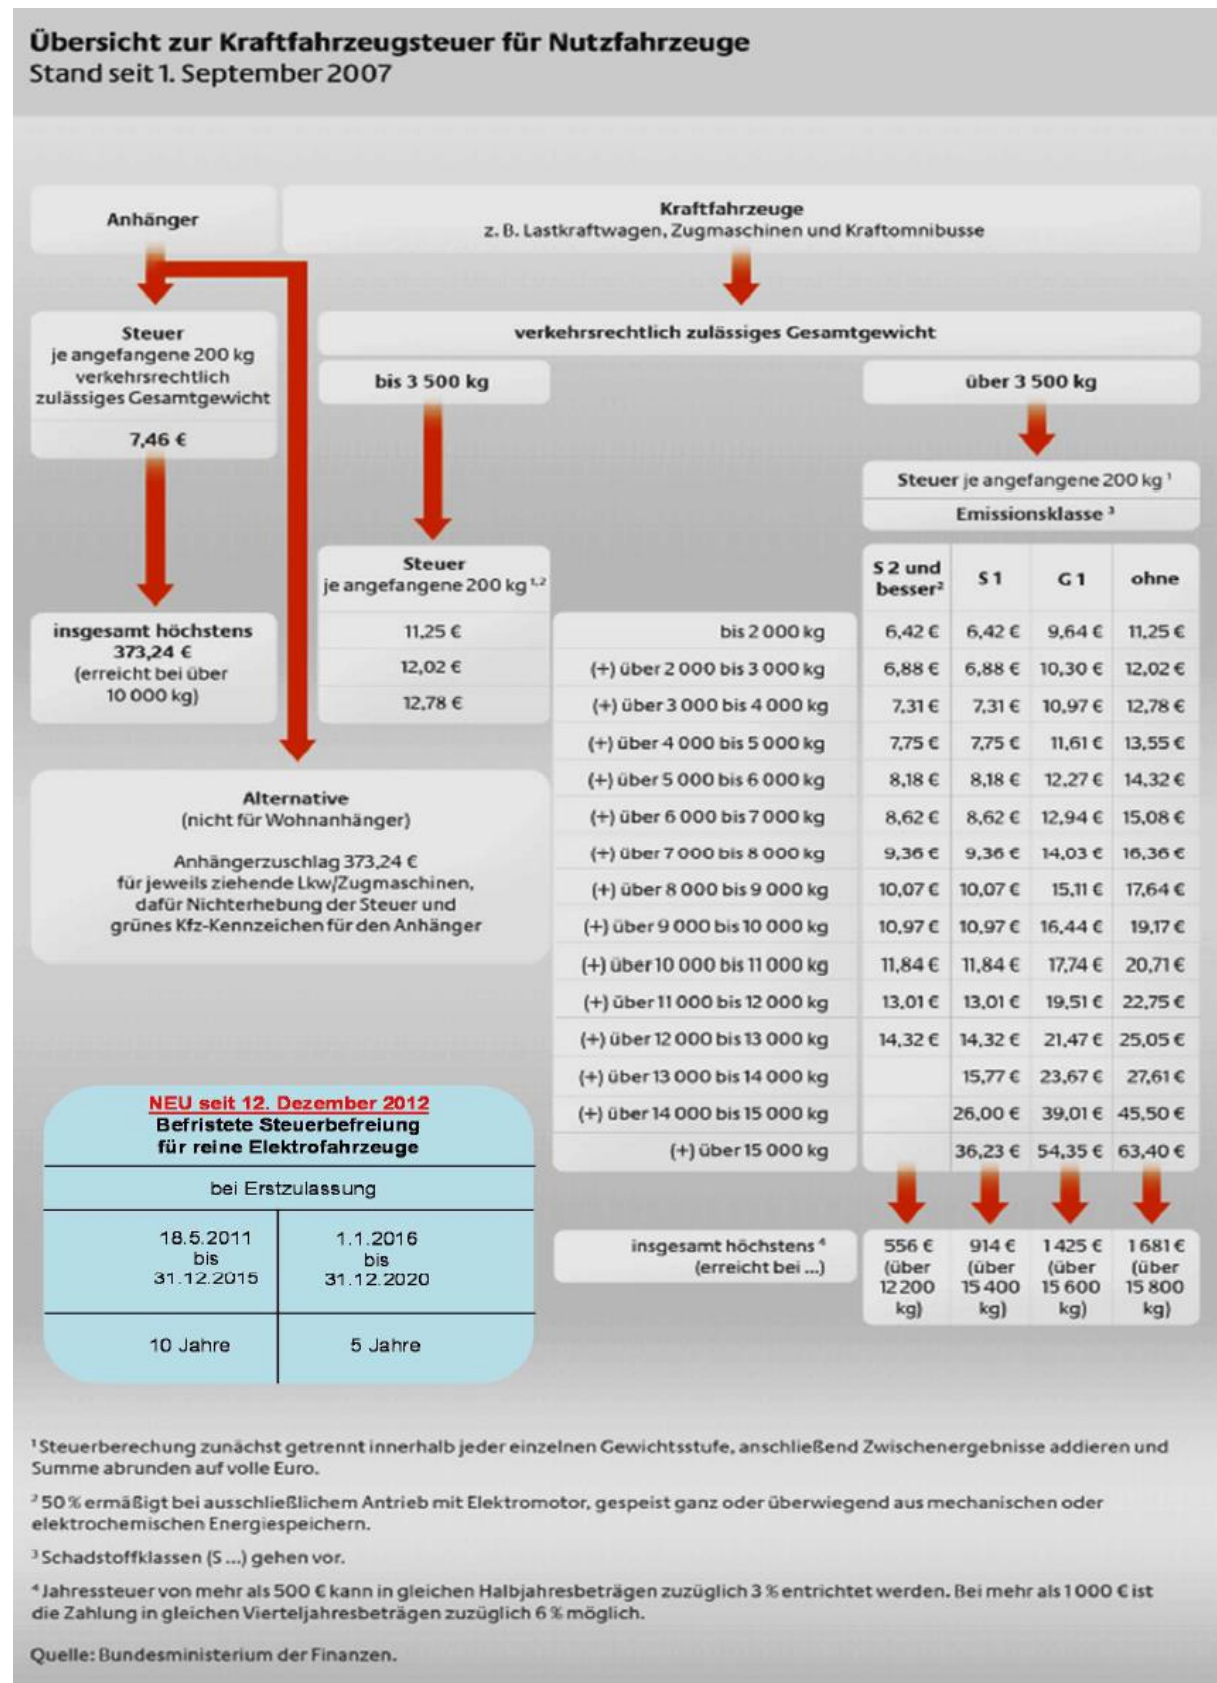 Übersicht zur Kraftfahrzeugsteuer für Nutzfahrzeuge
Stand seit 1. September 2007
Anhänger
Kraftfahrzeuge
z. B. Lastkraftwagen, Zugmaschinen und Kraftomnibusse
Steuer
je angefangene 200 kg
verkehrsrechtlich
zulässiges Gesamtgewicht
7,46 €
verkehrsrechtlich zulässiges Gesamtgewicht
bis 3 500 kg
über 3 500 kg
Steuer je angefangene 200 kg ¹
Emissionsklasse ³
Steuer
je angefangene 200 kg ¹,²
11,25 €
12,02 €
12,78 €
insgesamt höchstens
373,24 €
(erreicht bei über
10 000 kg)
Alternative
(nicht für Wohnanhänger)
Anhängerzuschlag 373,24 €
für jeweils ziehende Lkw/Zugmaschinen,
dafür Nichterhebung der Steuer und
grünes Kfz-Kennzeichen für den Anhänger
S 2 und besser² S 1 G 1 ohne
bis 2 000 kg 6,42 € 6,42 € 9,64 € 11,25 €
(+) über 2 000 bis 3 000 kg 6,88 € 6,88 € 10,30 € 12,02 €
(+) über 3 000 bis 4 000 kg 7,31 € 7,31 € 10,97 € 12,78 €
(+) über 4 000 bis 5 000 kg 7,75 € 7,75 € 11,61 € 13,55 €
(+) über 5 000 bis 6 000 kg 8,18 € 8,18 € 12,27 € 14,32 €
(+) über 6 000 bis 7 000 kg 8,62 € 8,62 € 12,94 € 15,08 €
(+) über 7 000 bis 8 000 kg 9,36 € 9,36 € 14,03 € 16,36 €
(+) über 8 000 bis 9 000 kg 10,07 € 10,07 € 15,11 € 17,64 €
(+) über 9 000 bis 10 000 kg 10,97 € 10,97 € 16,44 € 19,17 €
(+) über 10 000 bis 11 000 kg 11,84 € 11,84 € 17,74 € 20,71 €
(+) über 11 000 bis 12 000 kg 13,01 € 13,01 € 19,51 € 22,75 €
(+) über 12 000 bis 13 000 kg 14,32 € 14,32 € 21,47 € 25,05 €
(+) über 13 000 bis 14 000 kg 15,77 € 23,67 € 27,61 €
(+) über 14 000 bis 15 000 kg 26,00 € 39,01 € 45,50 €
(+) über 15 000 kg 36,23 € 54,35 € 63,40 €
insgesamt höchstens ⁴ 556 € 914 € 1 425 € 1 681 €
(erreicht bei ...) (über (über (über (über
12 200 15 400 15 600 15 800
kg) kg) kg) kg)
NEU seit 12. Dezember 2012
Befristete Steuerbefreiung
für reine Elektrofahrzeuge
bei Erstzulassung
18.5.2011 1.1.2016
bis bis
31.12.2015 31.12.2020
10 Jahre 5 Jahre
¹ Steuerberechung zunächst getrennt innerhalb jeder einzelnen Gewichtsstufe, anschließend Zwischenergebnisse addieren und
Summe abrunden auf volle Euro.
² 50 % ermäßigt bei ausschließlichem Antrieb mit Elektromotor, gespeist ganz oder überwiegend aus mechanischen oder
elektrochemischen Energiespeichern.
³ Schadstoffklassen (S ...) gehen vor.
⁴ Jahressteuer von mehr als 500 € kann in gleichen Halbjahresbeträgen zuzüglich 3 % entrichtet werden. Bei mehr als 1 000 € ist
die Zahlung in gleichen Vierteljahresbeträgen zuzüglich 6 % möglich.
Quelle: Bundesministerium der Finanzen.